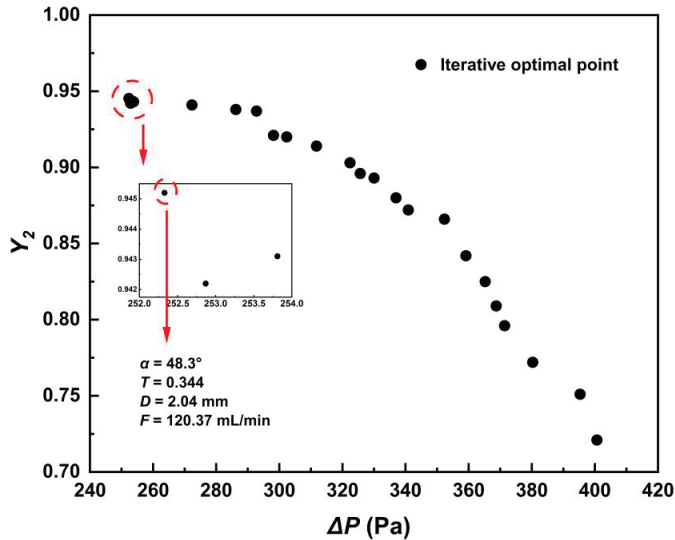 1.00
0.95
0.90
0.85
0.80
0.75
0.70
Y2
Iterative optimal point
0.945
0.944
0.943
0.942
252.0 252.5 253.0 253.5 254.0
α = 48.3°
T = 0.344
D = 2.04 mm
F = 120.37 mL/min
240 260 280 300 320 340 360 380 400 420
ΔP (Pa)